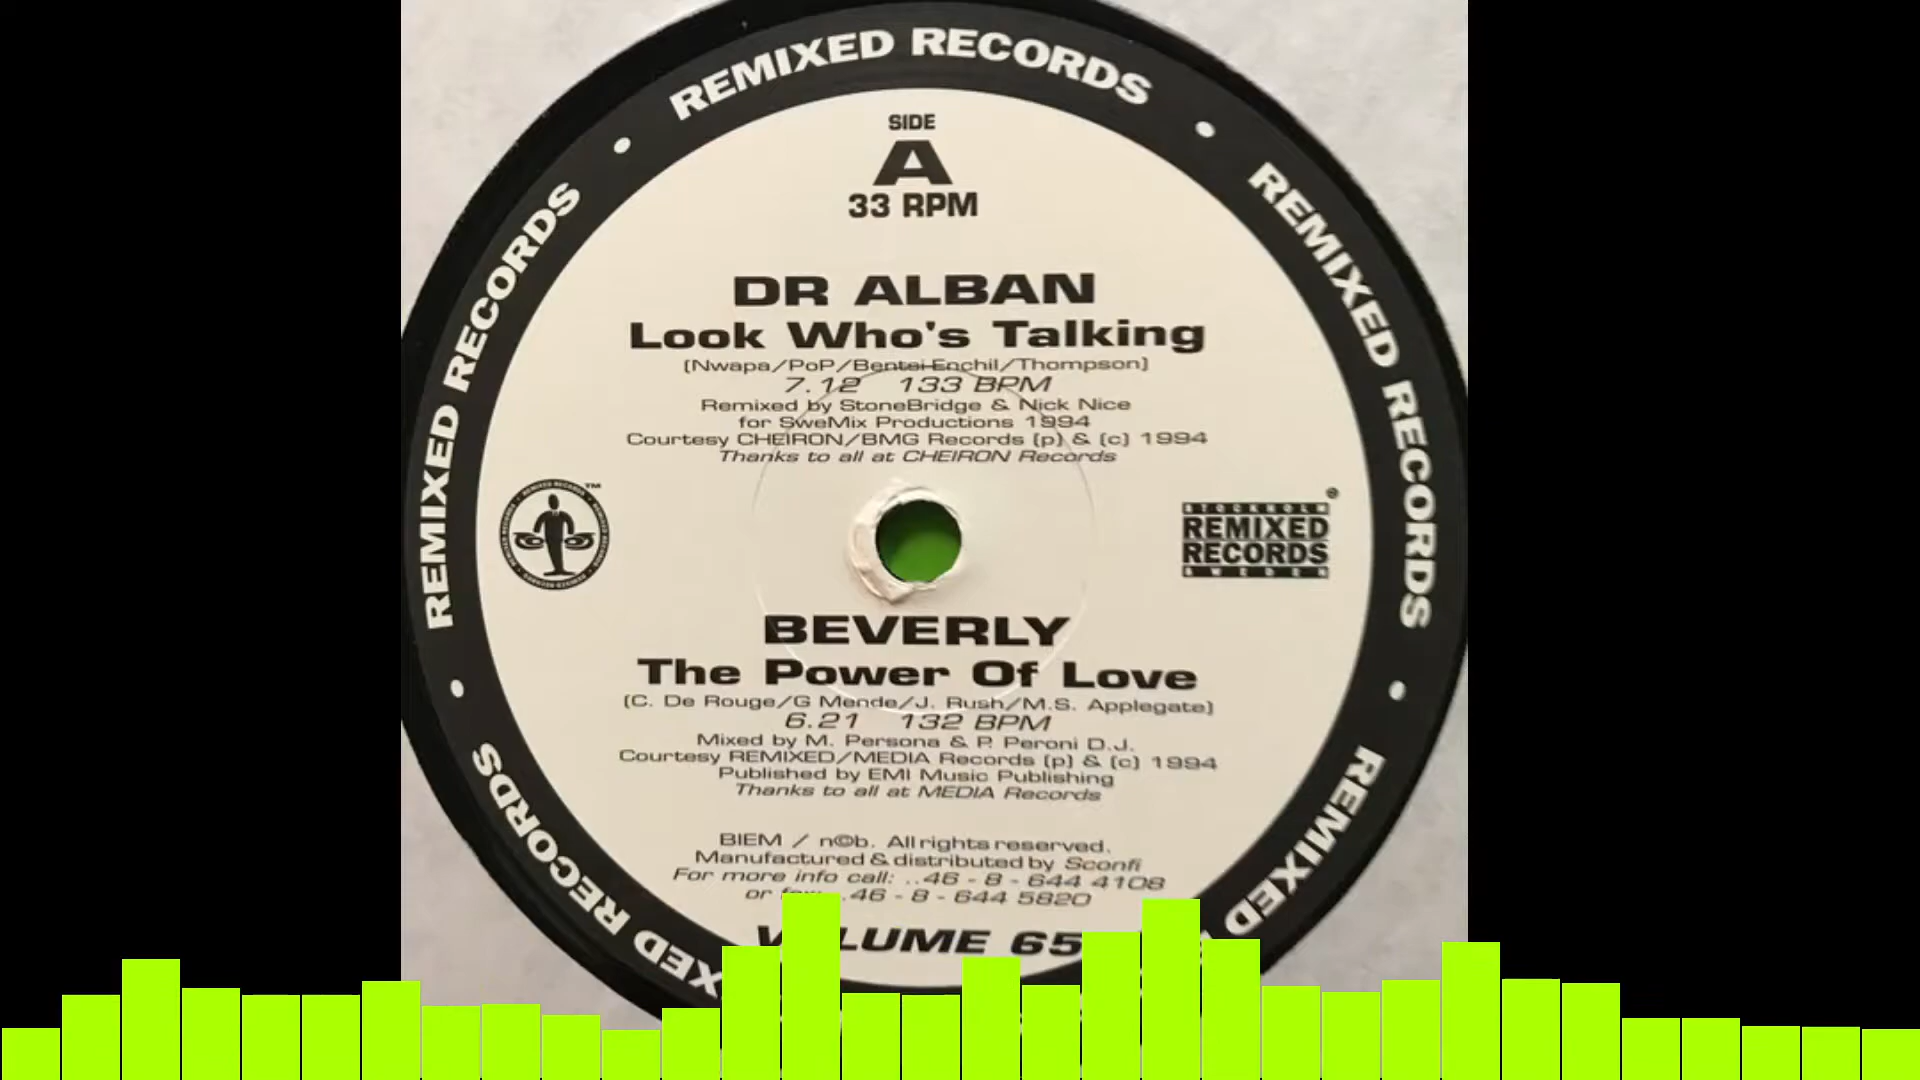 REMIXED RECORDS
REMIXED RECORDS
REMIXED RECORDS
REMIXED RECORDS
REMIXED
SIDE
A
33 RPM
DR ALBAN
Look Who's Talking
(Nwapa/PoP/Bentsi-Enchil/Thompson)
7.12 133 BPM
Remixed by StoneBridge & Nick Nice
for SweMix Productions 1994
Courtesy CHEIRON/BMG Records (p) & (c) 1994
Thanks to all at CHEIRON Records
STOCKHOLM
REMIXED
RECORDS
SWEDEN
BEVERLY
The Power Of Love
(C. De Rouge/G Mende/J. Rush/M.S. Applegate)
6.21 132 BPM
Mixed by M. Persona & P. Peroni D.J.
Courtesy REMIXED/MEDIA Records (p) & (c) 1994
Published by EMI Music Publishing
Thanks to all at MEDIA Records
BIEM / n©b. All rights reserved.
Manufactured & distributed by Sconfi
For more info call: ..46 - 8 - 644 4108
or .46 - 8 - 644 5820
65